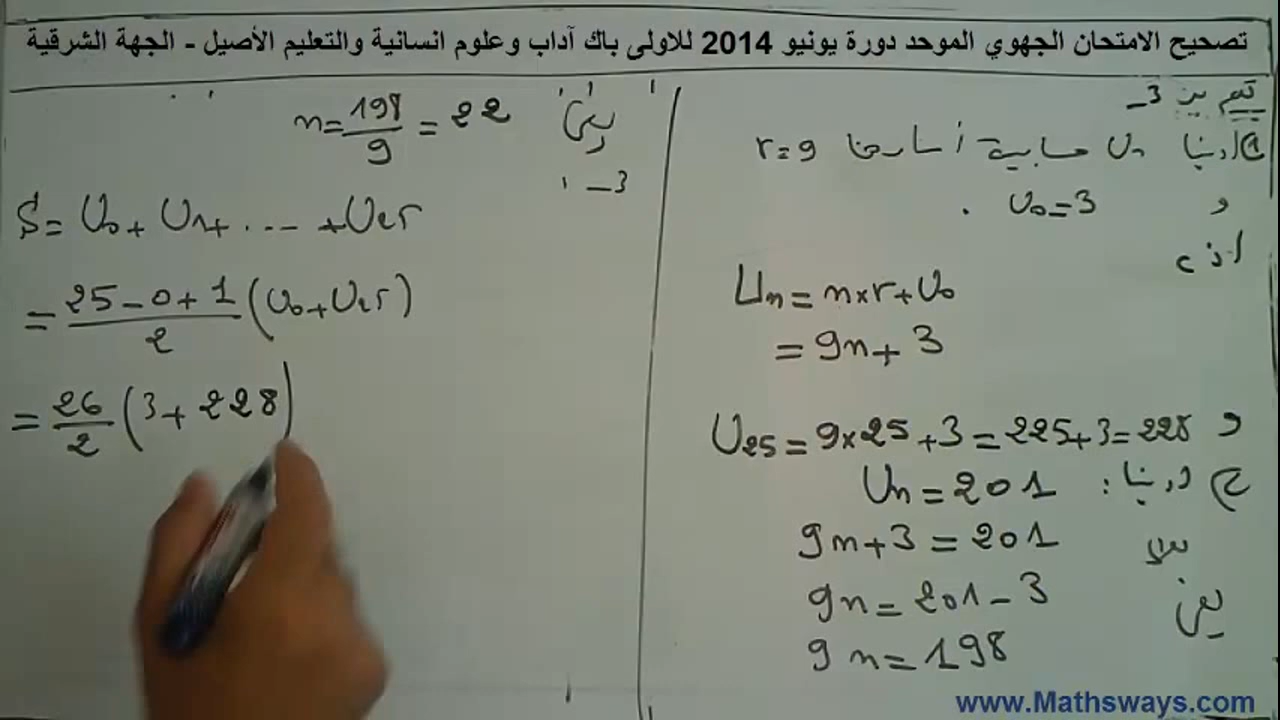 تصحيح الامتحان الجهوي الموحد دورة يونيو 2014 للاولى باك آداب وعلوم انسانية والتعليم الأصيل - الجهة الشرقية
تمرين 3-
لدينا Un حسابية أساسها r=9
و U0=3 .
اذن
Un = n×r+U0
= 9n+3
و U25 = 9×25+3=225+3=228
لدينا : Un=201
9n+3=201
يعني 9n=201-3
9n=198
يعني n=198/9=22
3-
S=U0+U1+....+U25
=25-0+1/2(U0+U25)
=26/2(3+228)
www.Mathsways.com